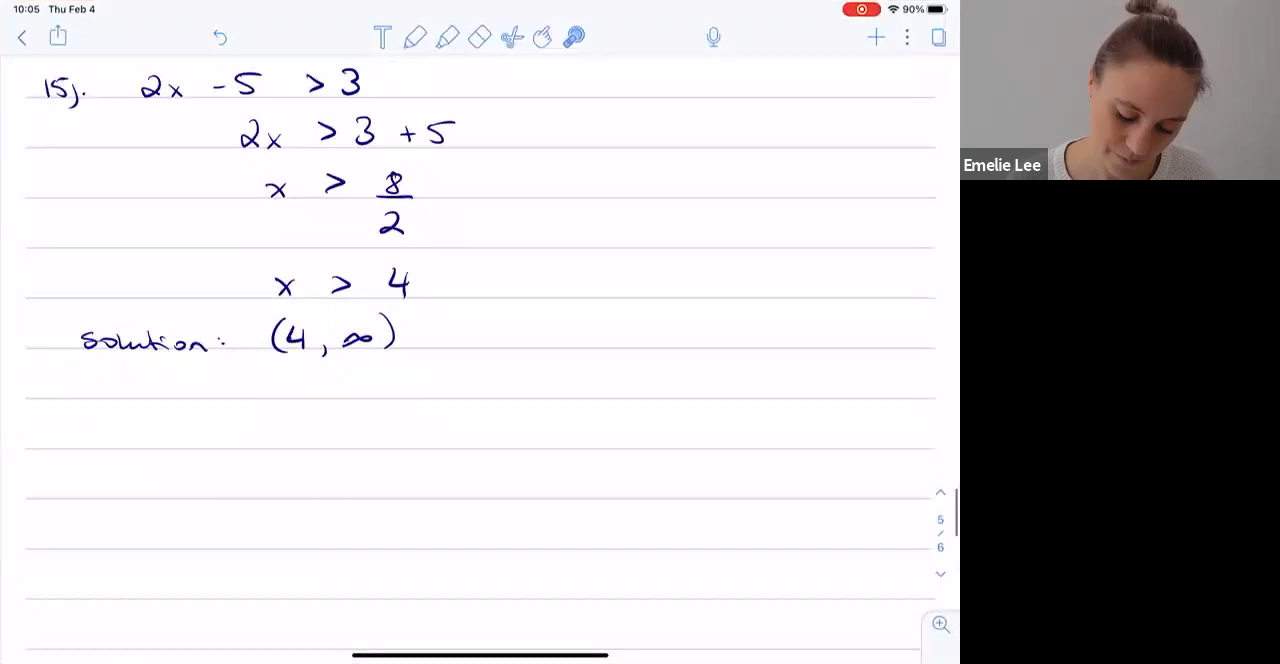 10:05 Thu Feb 4
90%
T
15). 2x - 5 > 3
2x > 3 + 5
x > 8/2
x > 4
solution: (4, ∞)
5
/
6
Emelie Lee